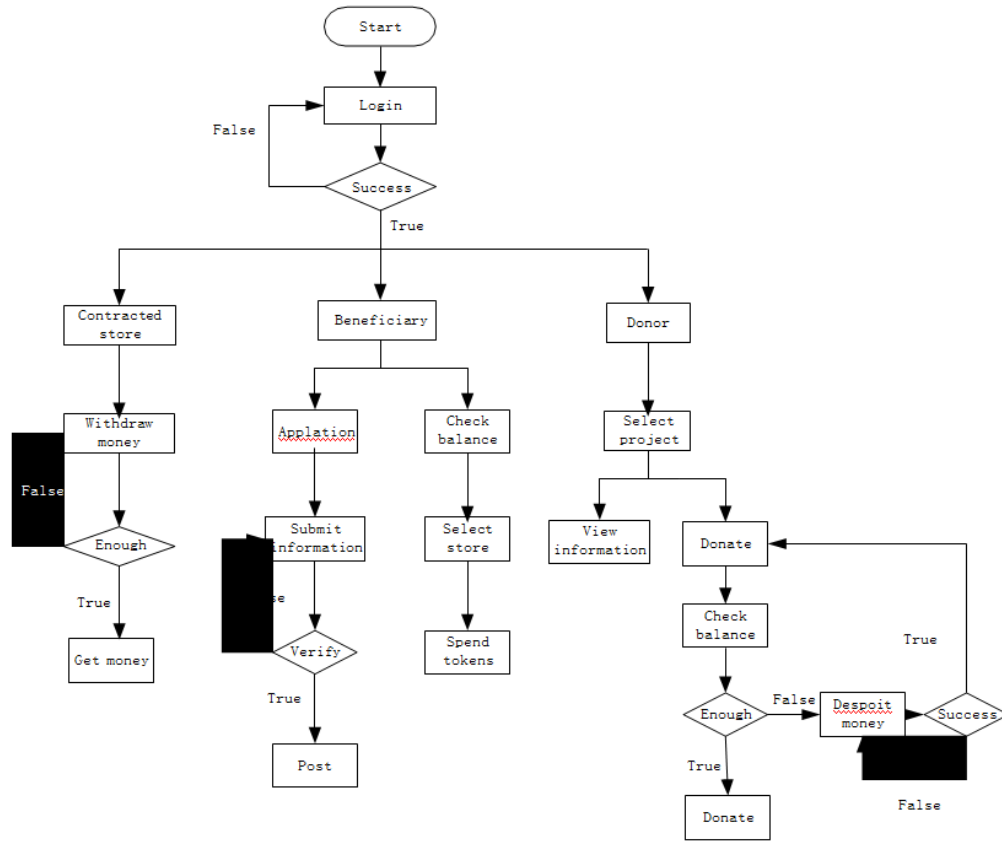 Start
Login
False
Success
True
Contracted
store
Beneficiary
Donor
Withdraw
money
Applation
Check
balance
Select
project
False
Enough
Submit
information
Select
store
View
information
Donate
True
Get money
Verify
True
Spend
tokens
Check
balance
True
Enough
False
Despoit
money
Success
Post
True
Donate
False